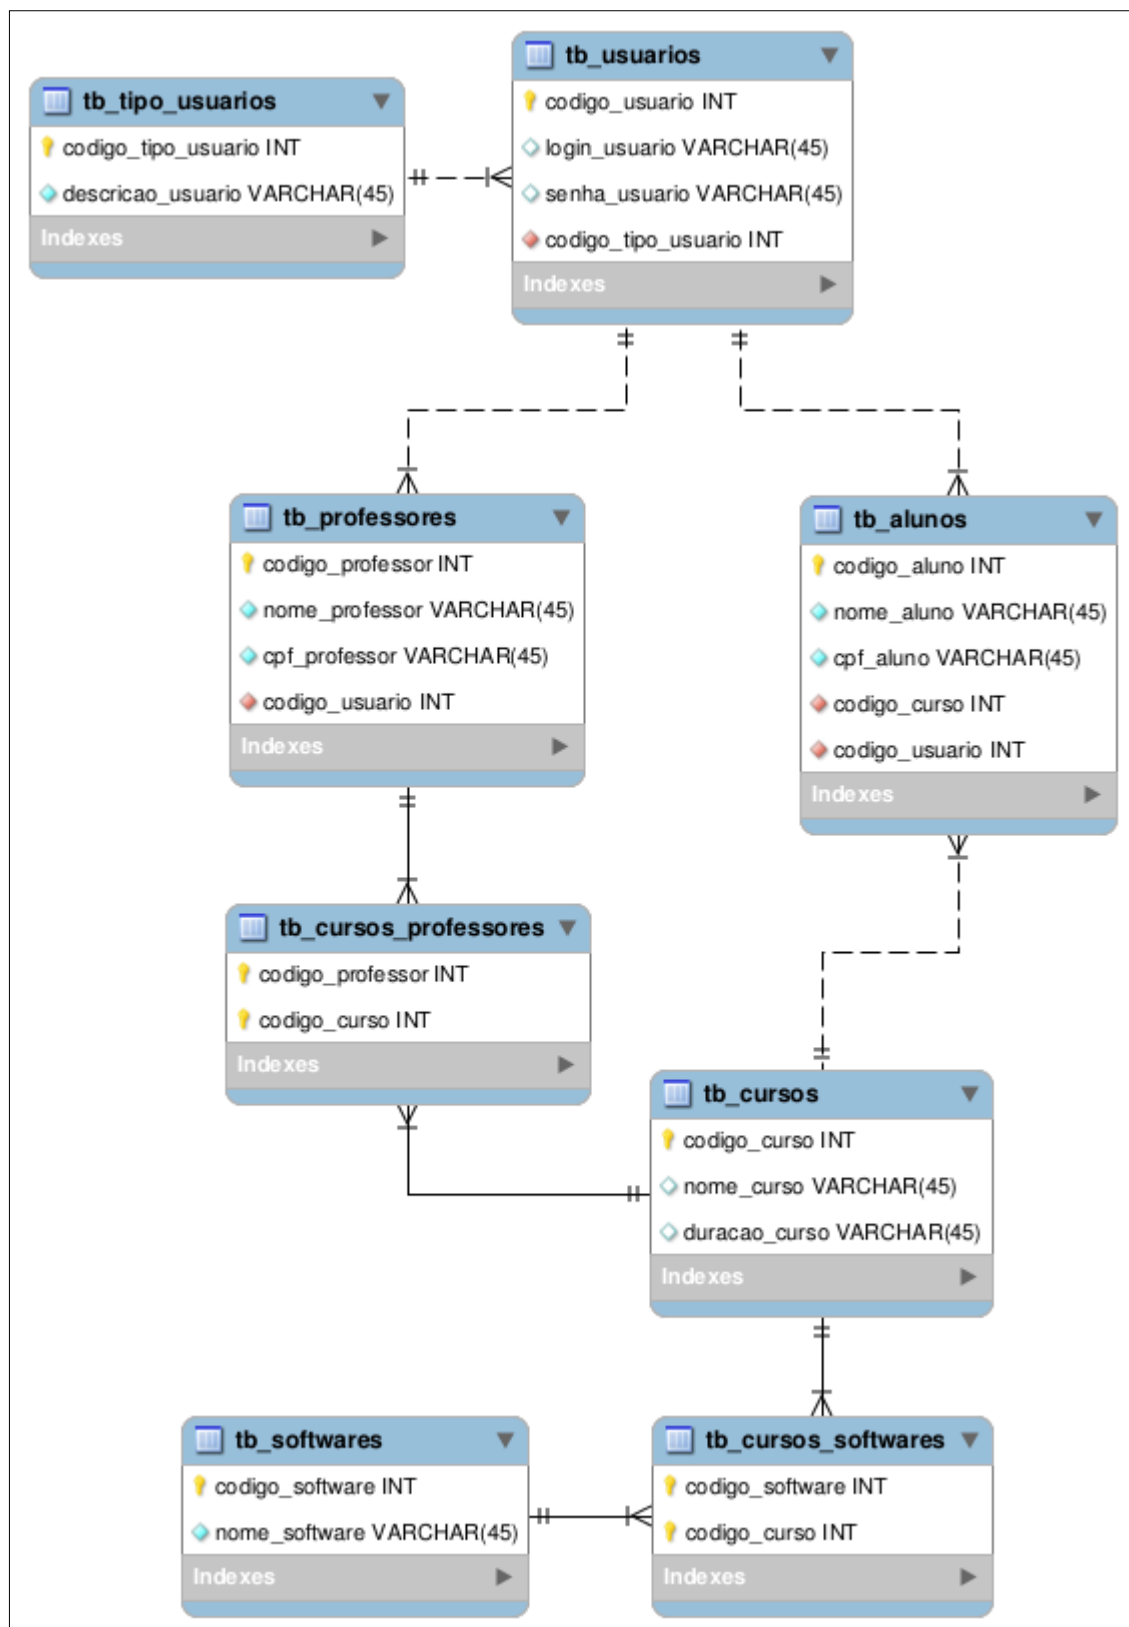 tb_tipo_usuarios
codigo_tipo_usuario INT
descricao_usuario VARCHAR(45)
Indexes
tb_usuarios
codigo_usuario INT
login_usuario VARCHAR(45)
senha_usuario VARCHAR(45)
codigo_tipo_usuario INT
Indexes
tb_professores
codigo_professor INT
nome_professor VARCHAR(45)
cpf_professor VARCHAR(45)
codigo_usuario INT
Indexes
tb_alunos
codigo_aluno INT
nome_aluno VARCHAR(45)
cpf_aluno VARCHAR(45)
codigo_curso INT
codigo_usuario INT
Indexes
tb_cursos_professores
codigo_professor INT
codigo_curso INT
Indexes
tb_cursos
codigo_curso INT
nome_curso VARCHAR(45)
duracao_curso VARCHAR(45)
Indexes
tb_softwares
codigo_software INT
nome_software VARCHAR(45)
Indexes
tb_cursos_softwares
codigo_software INT
codigo_curso INT
Indexes